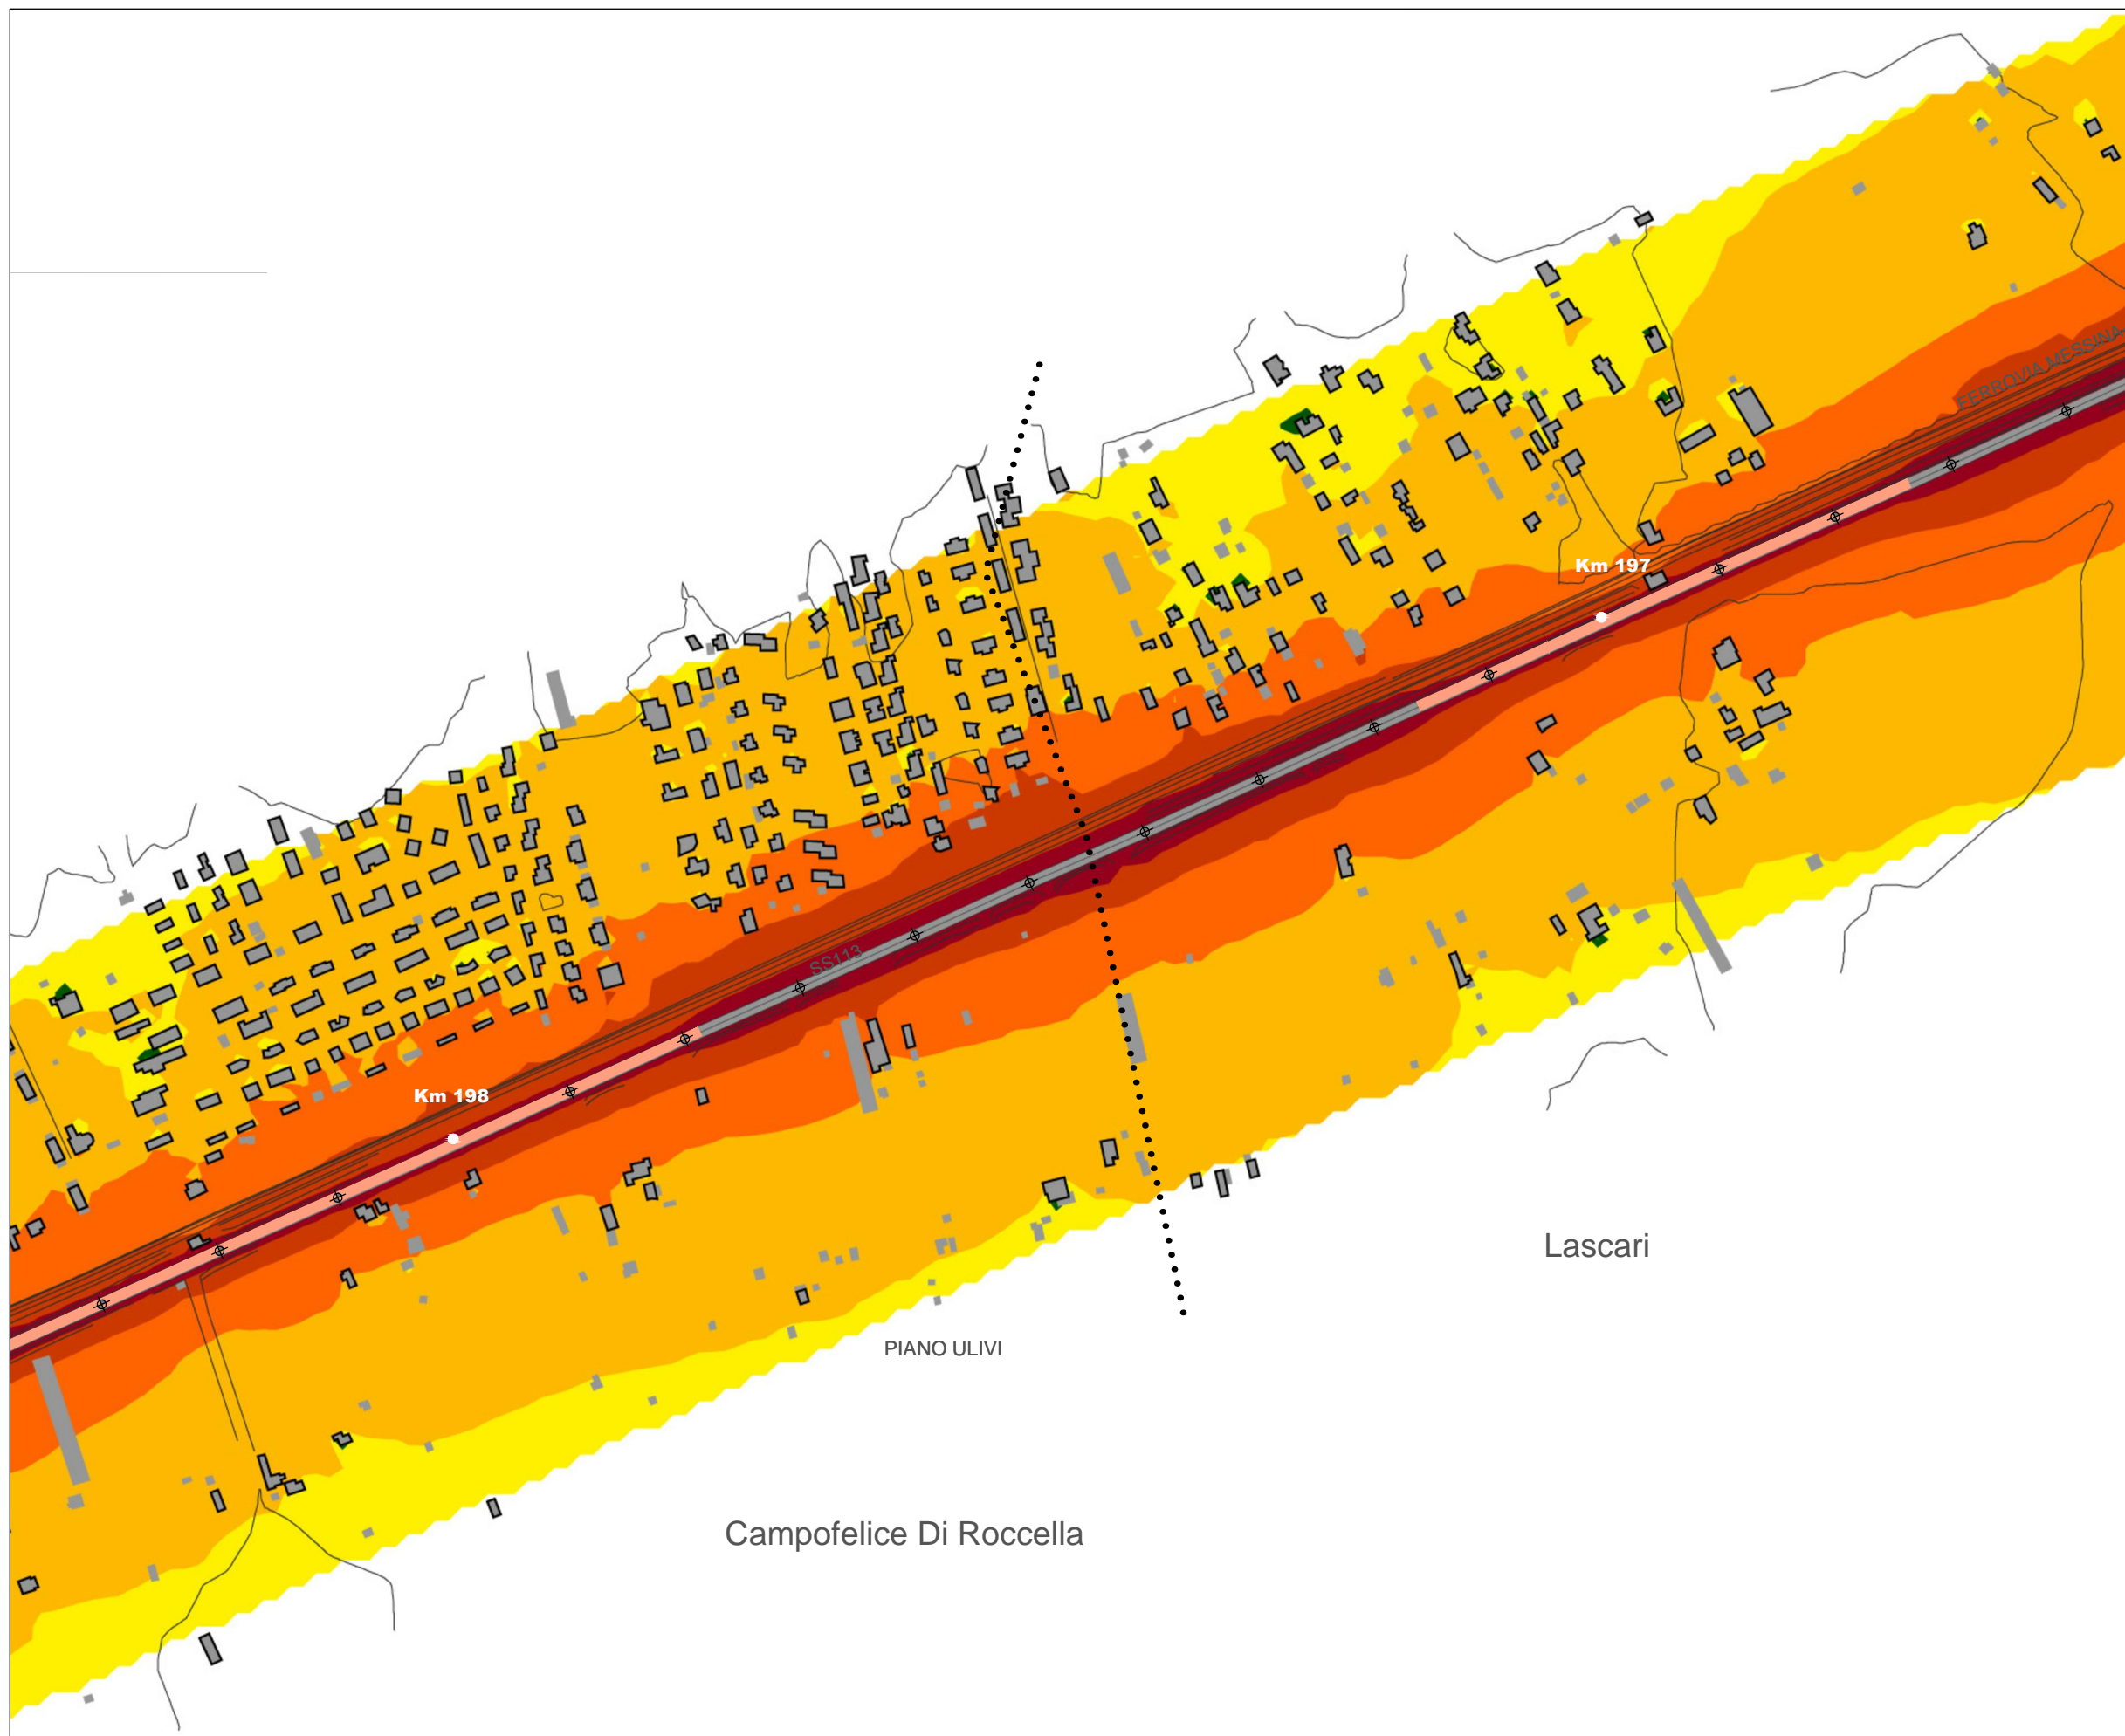 FERROVIA MESSINA
Km 197
SS113
Km 198
Lascari
PIANO ULIVI
Campofelice Di Roccella